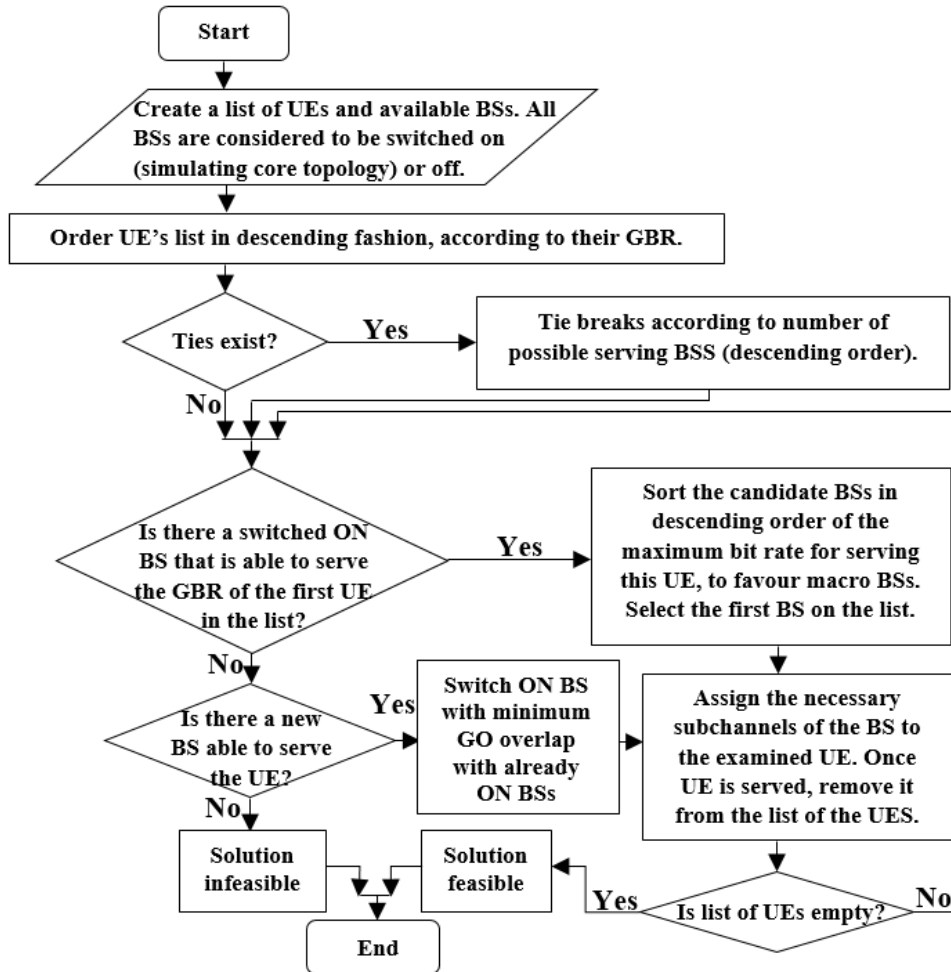 Start
Create a list of UEs and available BSs. All
BSs are considered to be switched on
(simulating core topology) or off.
Order UE's list in descending fashion, according to their GBR.
Ties exist?
Yes
Tie breaks according to number of
possible serving BSS (descending order).
No
Is there a switched ON
BS that is able to serve
the GBR of the first UE
in the list?
Yes
Sort the candidate BSs in
descending order of the
maximum bit rate for serving
this UE, to favour macro BSs.
Select the first BS on the list.
No
Is there a new
BS able to serve
the UE?
Yes
Switch ON BS
with minimum
GO overlap
with already
ON BSs
Assign the necessary
subchannels of the BS to
the examined UE. Once
UE is served, remove it
from the list of the UES.
No
Solution
infeasible
Solution
feasible
Yes
Is list of UEs empty?
No
End